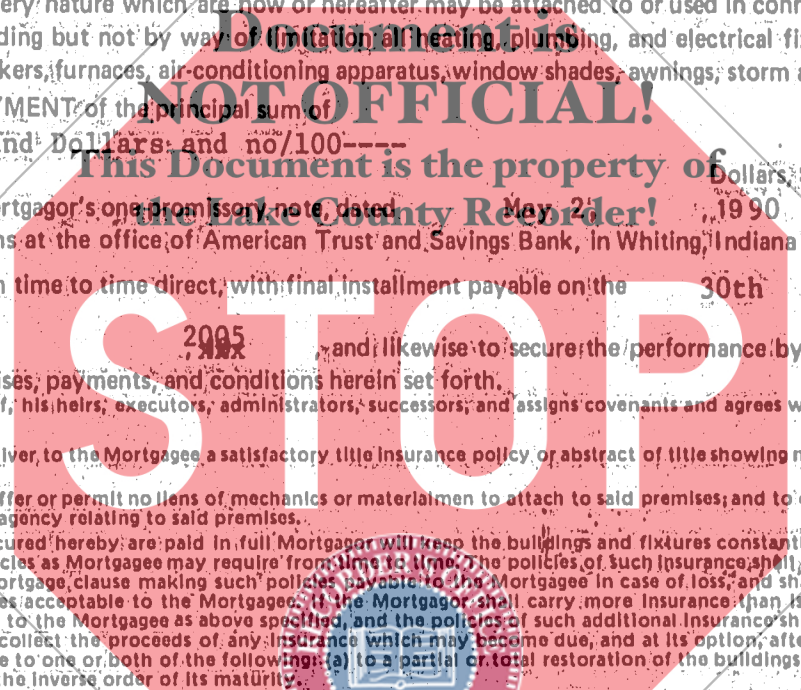 ery nature which are now or hereafter may be attached to or used in conn
Document is
ding but not by way of limitation all heating, plumbing, and electrical fi
kers, furnaces, air-conditioning apparatus, window shades, awnings, storm a
NOT OFFICIAL!
YMENT of the principal sum of
nd Dollars and no/100----
This Document is the property of
Dollars,
the Lake County Recorder!
rtgagor's one promissory note, dated May 2, 1990
ns at the office of American Trust and Savings Bank, in Whiting, Indiana
n time to time direct, with final installment payable on the 30th
STOP
2005
, xxx , and likewise to secure the performance by
ises, payments, and conditions herein set forth.
f, his heirs, executors, administrators, successors, and assigns covenants and agrees w
iver, to the Mortgagee a satisfactory title insurance policy or abstract of title showing m
ffer or permit no liens of mechanics or materialmen to attach to said premises; and to
agency relating to said premises.
cured hereby are paid in full Mortgagor will keep the buildings and fixtures constant
cies as Mortgagee may require from time to time. The policies of such insurance shall
ortgage clause making such policies payable to the Mortgagee in case of loss, and sh
es acceptable to the Mortgagee. If the Mortgagor shall carry more insurance than is
to the Mortgagee as above specified, and the policies of such additional insurance sh
collect the proceeds of any insurance which may become due, and at its option, afte
e to one or both of the following: (a) to a partial or total restoration of the buildings
the inverse order of its maturity